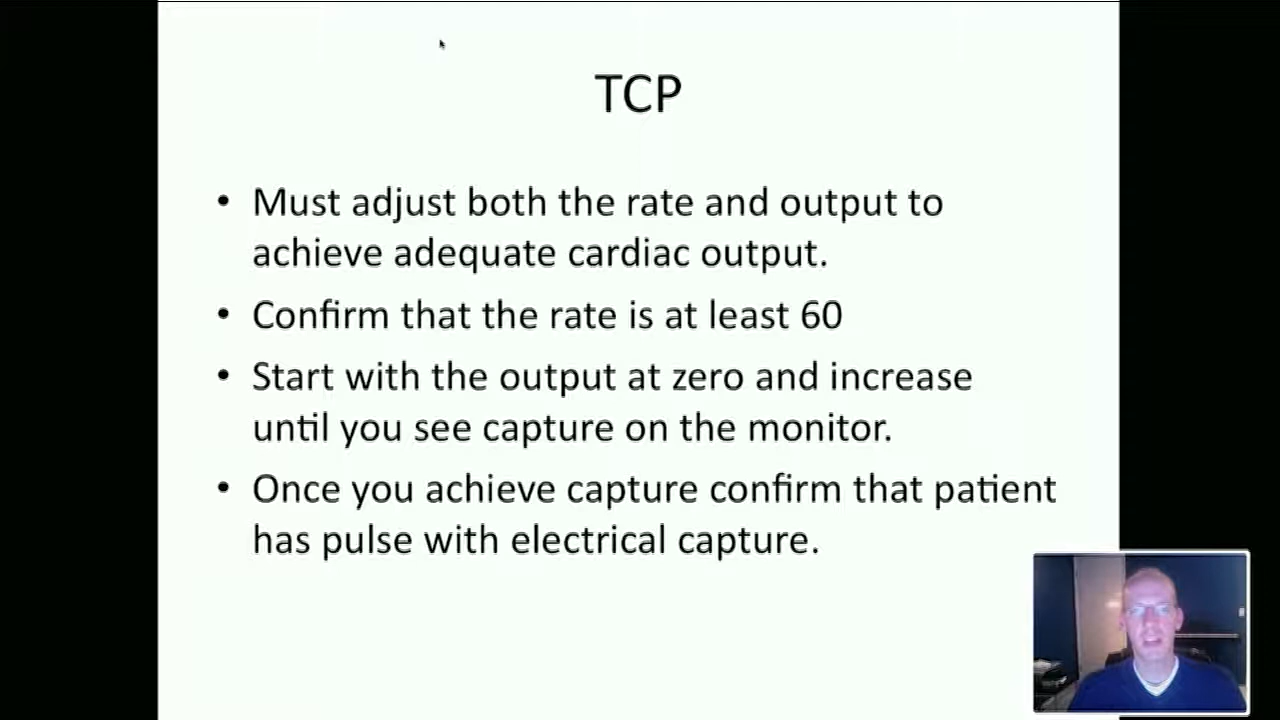 TCP
• Must adjust both the rate and output to
achieve adequate cardiac output.
• Confirm that the rate is at least 60
• Start with the output at zero and increase
until you see capture on the monitor.
• Once you achieve capture confirm that patient
has pulse with electrical capture.